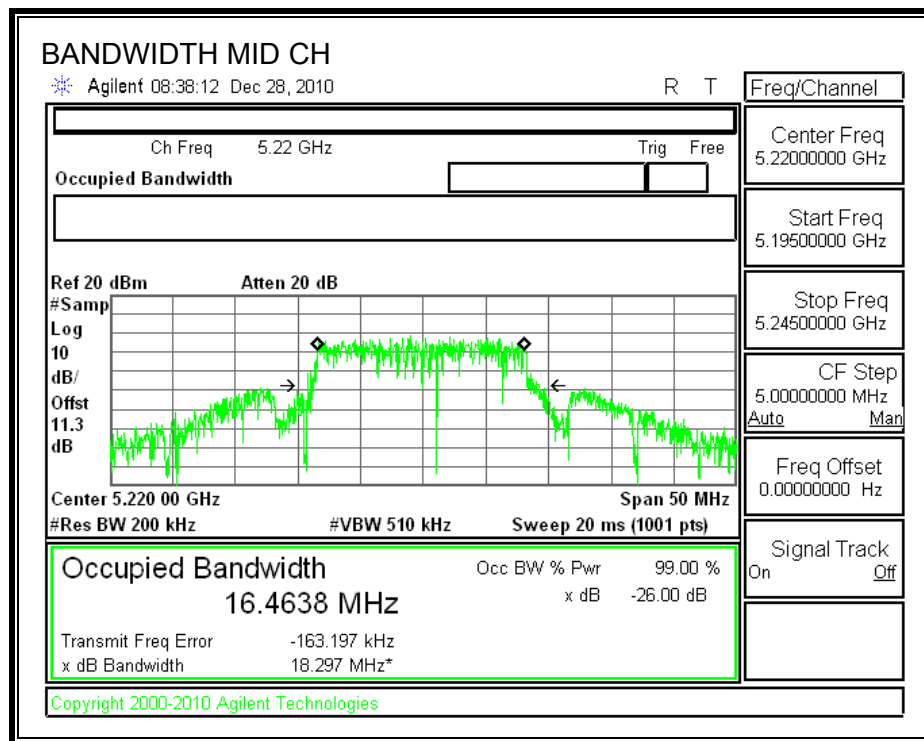 BANDWIDTH MID CH
Agilent 08:38:12 Dec 28, 2010 R T
Freq/Channel
Ch Freq 5.22 GHz Trig Free
Occupied Bandwidth
Center Freq
5.22000000 GHz
Start Freq
5.19500000 GHz
Stop Freq
5.24500000 GHz
CF Step
5.00000000 MHz
Auto Man
Freq Offset
0.00000000 Hz
Signal Track
On Off
Ref 20 dBm Atten 20 dB
#Samp
Log
10
dB/
Offst
11.3
dB
Center 5.220 00 GHz Span 50 MHz
#Res BW 200 kHz #VBW 510 kHz Sweep 20 ms (1001 pts)
Occupied Bandwidth Occ BW % Pwr 99.00 %
16.4638 MHz x dB -26.00 dB
Transmit Freq Error -163.197 kHz
x dB Bandwidth 18.297 MHz*
Copyright 2000-2010 Agilent Technologies